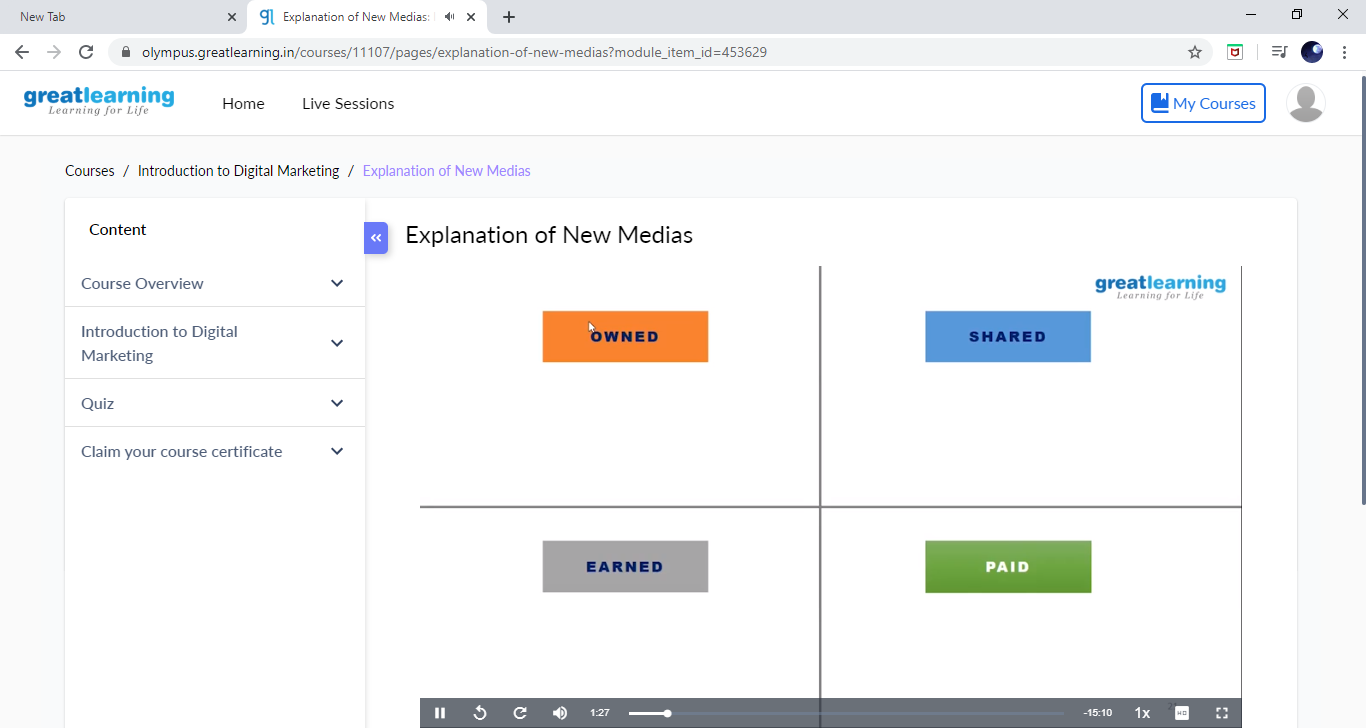 New Tab
Explanation of New Medias:
olympus.greatlearning.in/courses/11107/pages/explanation-of-new-medias?module_item_id=453629
greatlearning
Learning for Life
Home
Live Sessions
My Courses
Courses / Introduction to Digital Marketing / Explanation of New Medias
Content
Course Overview
Introduction to Digital
Marketing
Quiz
Claim your course certificate
Explanation of New Medias
greatlearning
Learning for Life
OWNED
SHARED
EARNED
PAID
1:27
-15:10
1x
HD